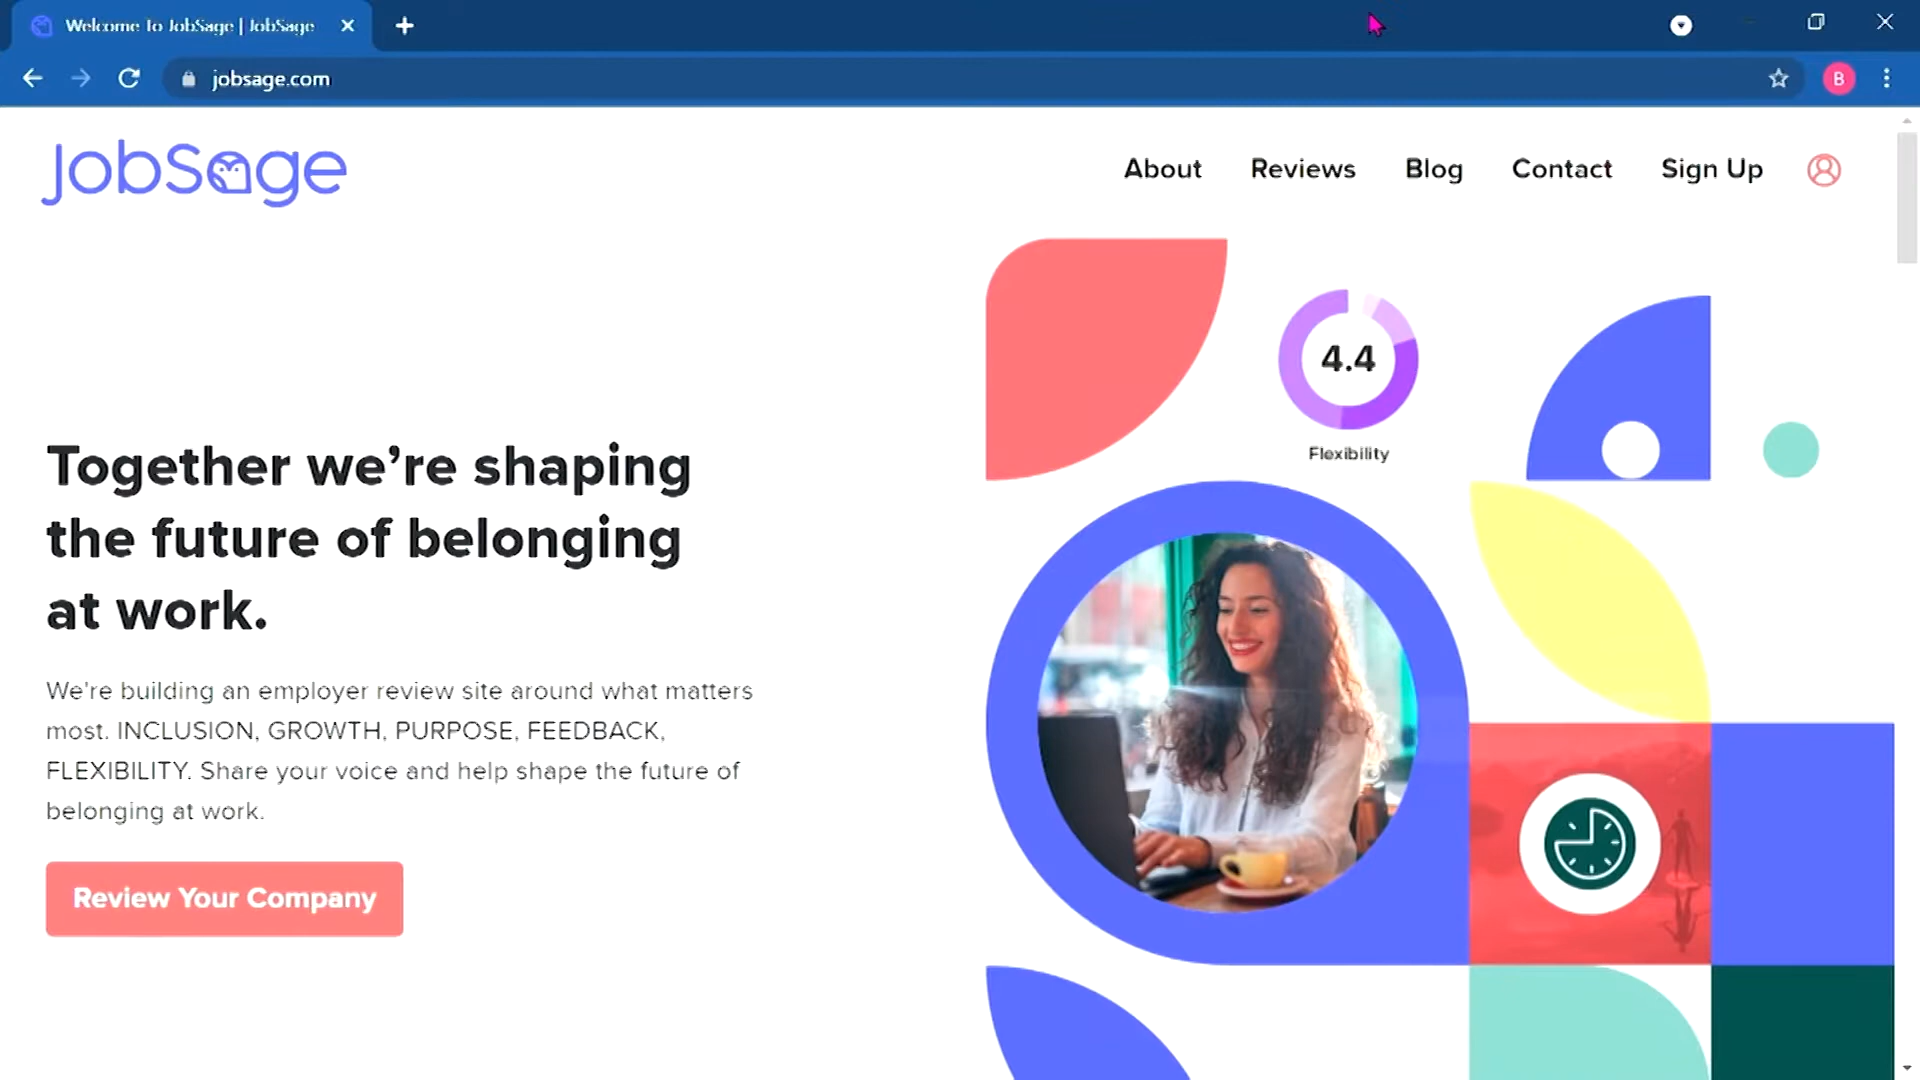 Welcome To JobSage | JobSage
jobsage.com
B
JobSage
About Reviews Blog Contact Sign Up
4.4
Flexibility
Together we’re shaping
the future of belonging
at work.
We're building an employer review site around what matters
most. INCLUSION, GROWTH, PURPOSE, FEEDBACK,
FLEXIBILITY. Share your voice and help shape the future of
belonging at work.
Review Your Company